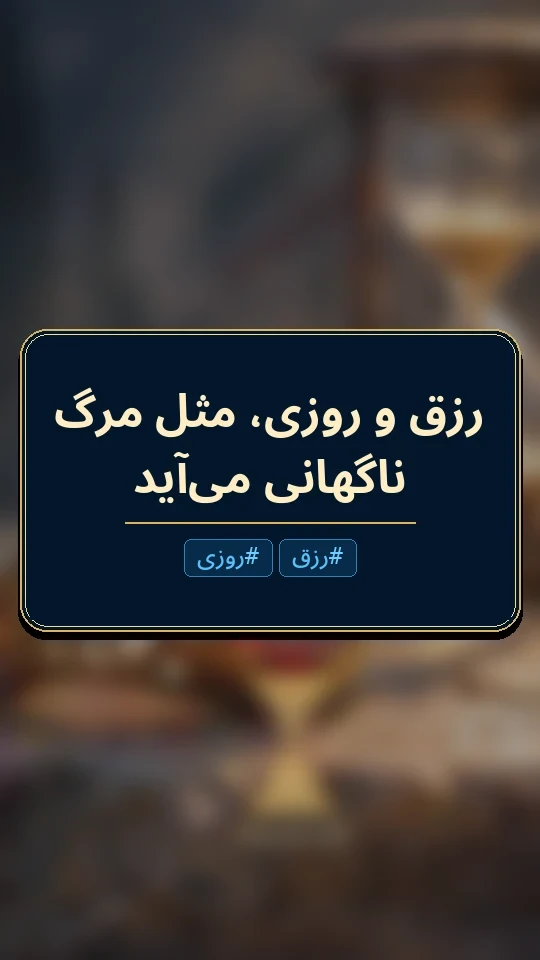 رزق و روزی، مثل مرگ
ناگهانی می‌آید
#رزق #روزی